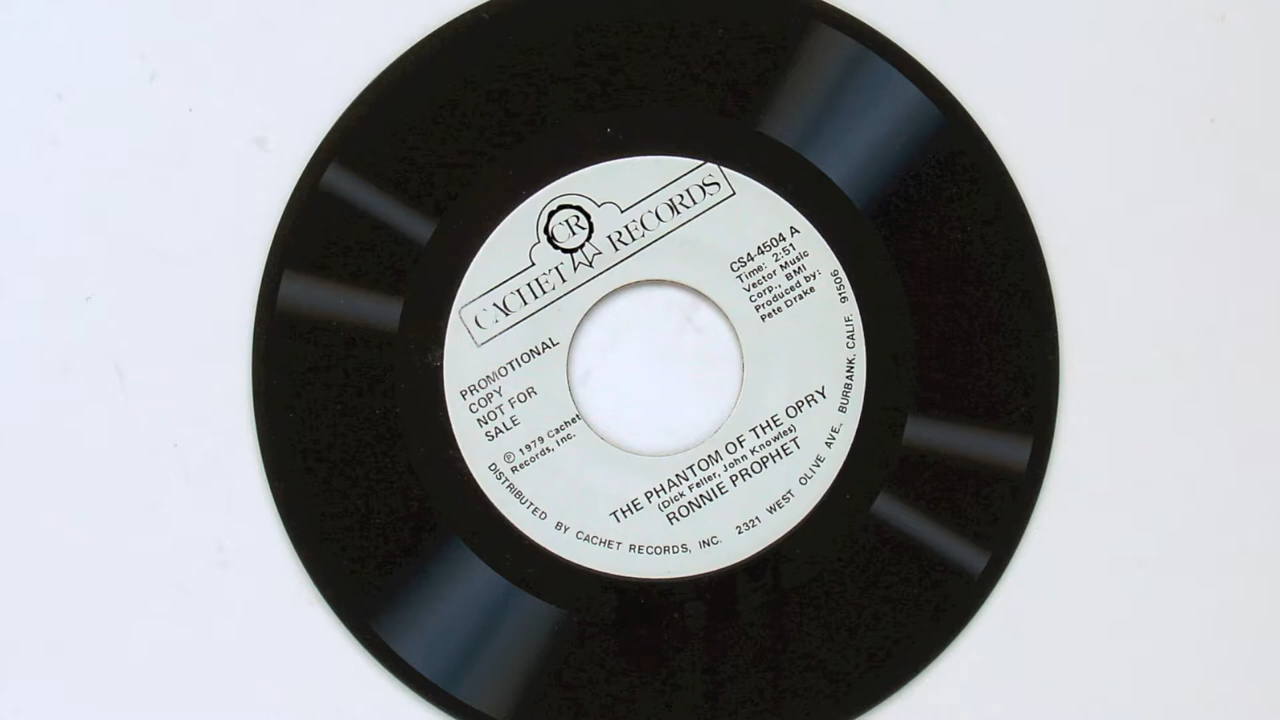 CACHET RECORDS
CR
CS4-4504 A
Time: 2:51
Vector Music
Corp., BMI
Produced by:
Pete Drake
PROMOTIONAL
COPY
NOT FOR
SALE
℗ 1979 Cachet
Records, Inc.
THE PHANTOM OF THE OPRY
(Dick Feller, John Knowles)
RONNIE PROPHET
DISTRIBUTED BY CACHET RECORDS, INC. 2321 WEST OLIVE AVE., BURBANK, CALIF. 91506